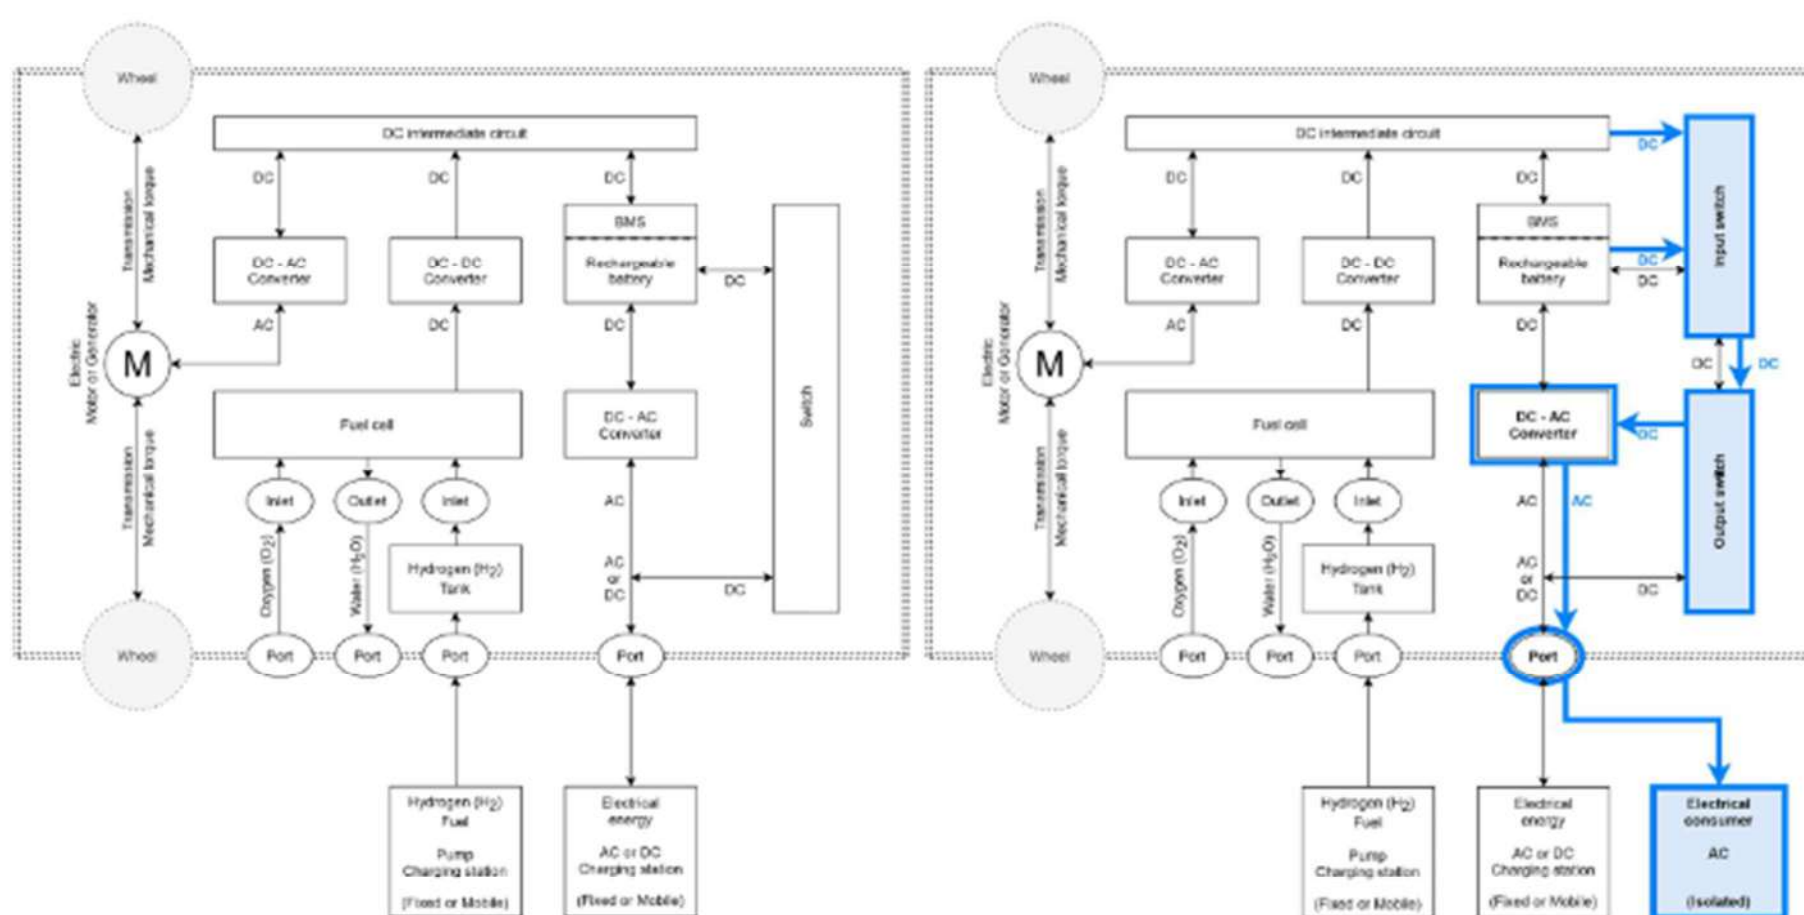 Wheel
DC intermediate circuit
DC
DC
DC
Transmission
Mechanical torque
BMS
DC - AC
Converter
DC - DC
Converter
Rechargeable
battery
DC
AC
DC
DC
Electric
Motor or Generator
M
Switch
Fuel cell
DC - AC
Converter
Transmission
Mechanical torque
Inlet
Outlet
Inlet
AC
Oxygen (O2)
Water (H2O)
Hydrogen (H2)
Tank
AC
or
DC
DC
Wheel
Port
Port
Port
Port
Hydrogen (H2)
Fuel
Pump
Charging station
(Fixed or Mobile)
Electrical
energy
AC or DC
Charging station
(Fixed or Mobile)
Wheel
DC intermediate circuit
DC
DC
DC
DC
Transmission
Mechanical torque
BMS
Input switch
DC - AC
Converter
DC - DC
Converter
Rechargeable
battery
DC
DC
AC
DC
DC
Electric
Motor or Generator
M
DC
DC
Fuel cell
DC - AC
Converter
DC
Transmission
Mechanical torque
Inlet
Outlet
Inlet
AC
AC
Output switch
Oxygen (O2)
Water (H2O)
Hydrogen (H2)
Tank
AC
or
DC
DC
Wheel
Port
Port
Port
Port
Hydrogen (H2)
Fuel
Pump
Charging station
(Fixed or Mobile)
Electrical
energy
AC or DC
Charging station
(Fixed or Mobile)
Electrical
consumer
AC
(Isolated)